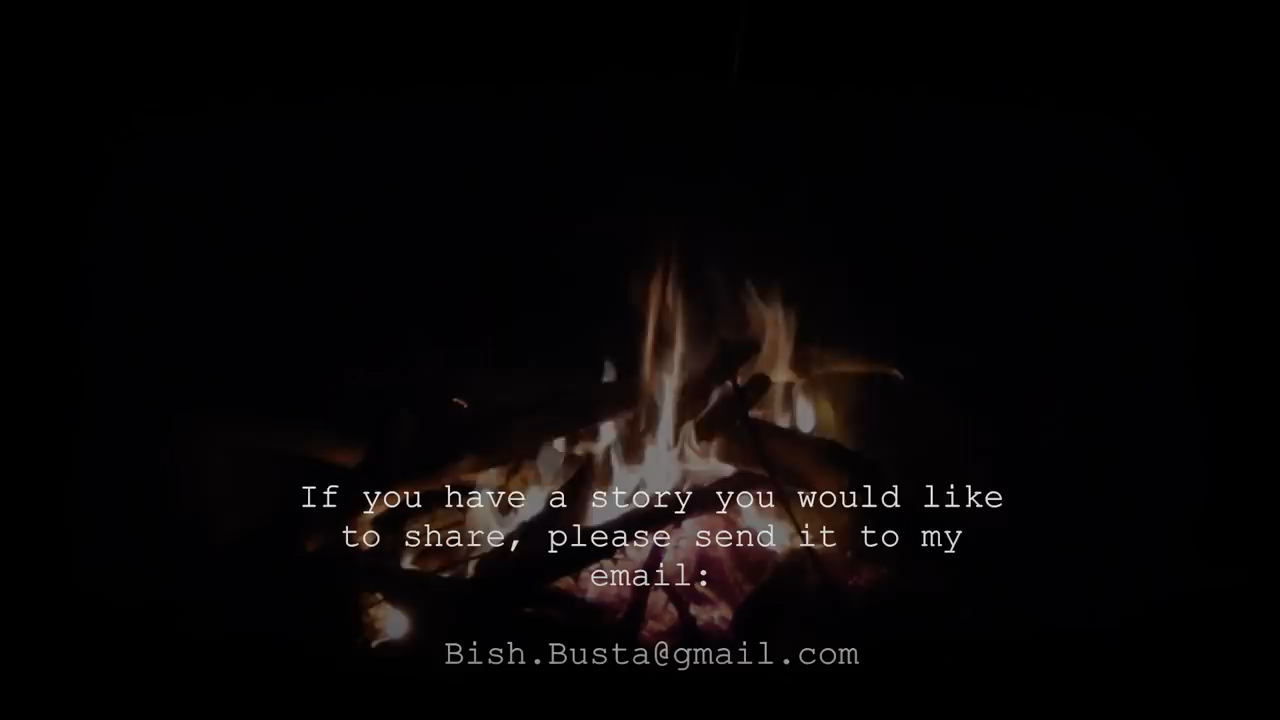 If you have a story you would like
to share, please send it to my
email:
Bish.Busta@gmail.com